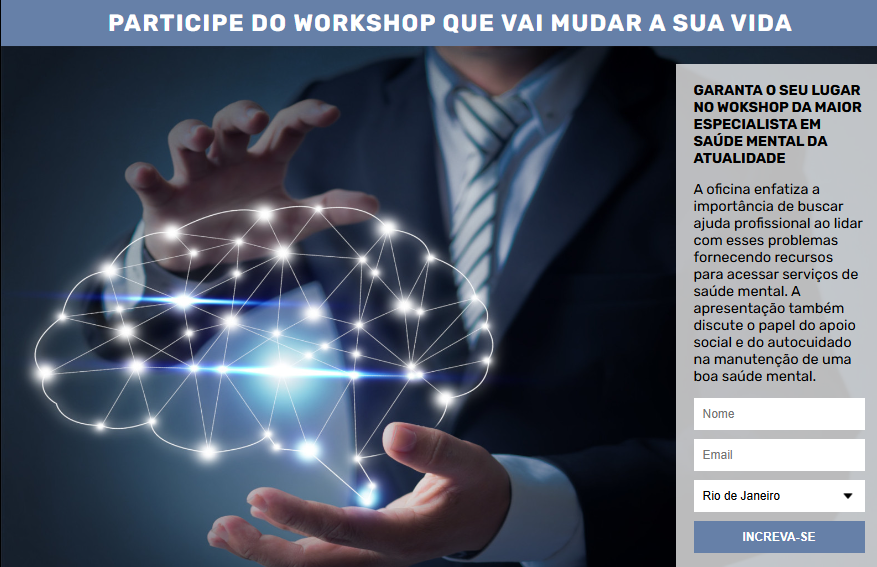 PARTICIPE DO WORKSHOP QUE VAI MUDAR A SUA VIDA
GARANTA O SEU LUGAR
NO WOKSHOP DA MAIOR
ESPECIALISTA EM
SAÚDE MENTAL DA
ATUALIDADE
A oficina enfatiza a
importância de buscar
ajuda profissional ao lidar
com esses problemas
fornecendo recursos
para acessar serviços de
saúde mental. A
apresentação também
discute o papel do apoio
social e do autocuidado
na manutenção de uma
boa saúde mental.
Nome
Email
Rio de Janeiro
INCREVA-SE